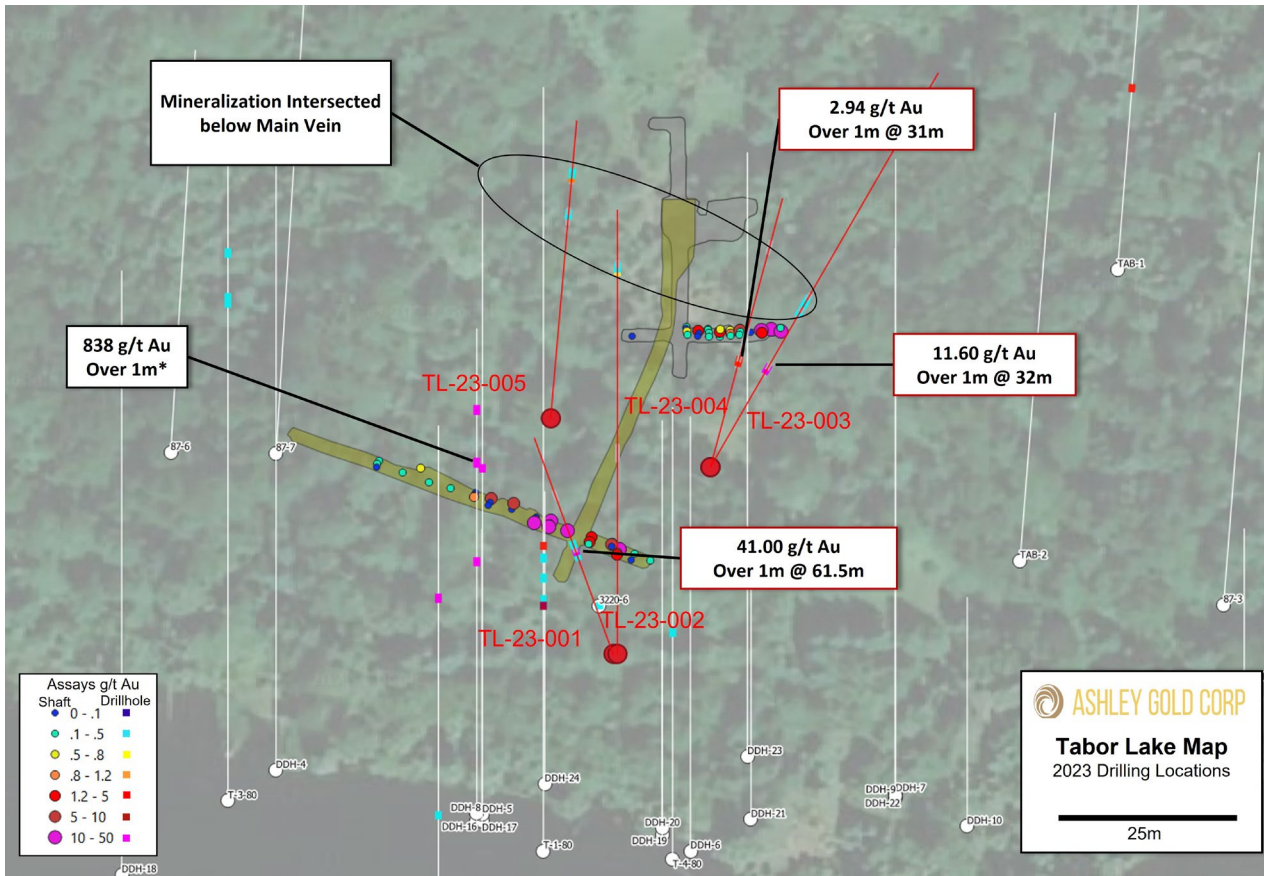 Mineralization Intersected
below Main Vein
2.94 g/t Au
Over 1m @ 31m
TAB-1
838 g/t Au
Over 1m*
11.60 g/t Au
Over 1m @ 32m
TL-23-005
TL-23-004
TL-23-003
87-6
87-7
41.00 g/t Au
Over 1m @ 61.5m
TAB-2
3220-6
87-3
TL-23-002
TL-23-001
Assays g/t Au
Shaft Drillhole
0 - .1
.1 - .5
.5 - .8
.8 - 1.2
1.2 - 5
5 - 10
10 - 50
ASHLEY GOLD CORP
Tabor Lake Map
2023 Drilling Locations
25m
DDH-4
T-3-80
DDH-24
DDH-23
DDH-8
DDH-5
DDH-16
DDH-17
DDH-20
DDH-19
DDH-21
DDH-9
DDH-7
DDH-22
DDH-10
T-1-80
DDH-6
T-4-80
DDH-18